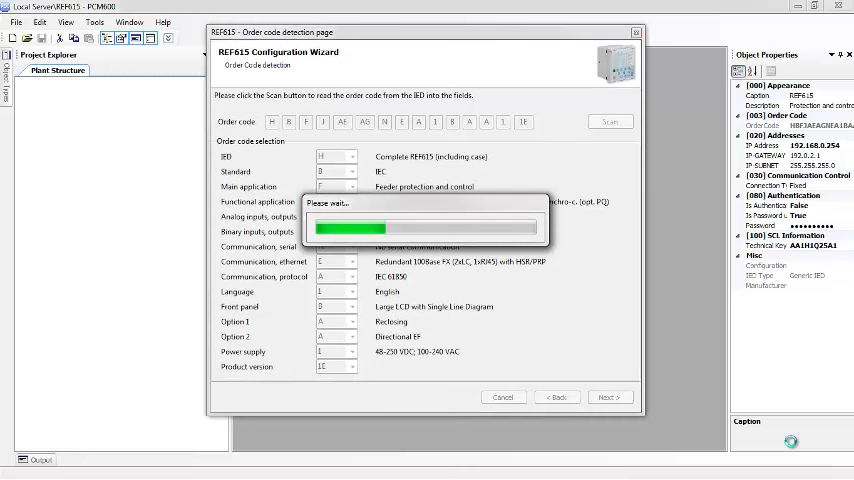 Local Server\REF615 - PCM600
File Edit View Tools Window Help
Project Explorer
Plant Structure
Object Types
REF615 - Order code detection page
REF615 Configuration Wizard
Order Code detection
Please click the Scan button to read the order code from the IED into the fields.
Order code H B F J AE AG N E A 1 B A A 1 1E Scan
Order code selection
IED H Complete REF615 (including case)
Standard B IEC
Main application F Feeder protection and control
Functional application
Analog inputs, outputs
Binary inputs, outputs
Please wait...
Communication, serial
Communication, ethernet E Redundant 100Base FX (2xLC, 1xRJ45) with HSR/PRP
Communication, protocol A IEC 61850
Language 1 English
Front panel B Large LCD with Single Line Diagram
Option 1 A Reclosing
Option 2 A Directional EF
Power supply 1 48-250 VDC; 100-240 VAC
Product version 1E
Cancel < Back Next >
Object Properties
[000] Appearance
Caption REF615
Description Protection and contro
[003] Order Code
OrderCode HBFJAEAGNEA1BAA
[020] Addresses
IP Address 192.168.0.254
IP-GATEWAY 192.0.2.1
IP-SUBNET 255.255.255.0
[030] Communication Control
Connection T Fixed
[080] Authentication
Is Authentica False
Is Password u True
Password ••••••••••
[100] SCL Information
Technical Key AA1H1Q25A1
Misc
Configuration
IED Type Generic IED
Manufacturer
Caption
Output